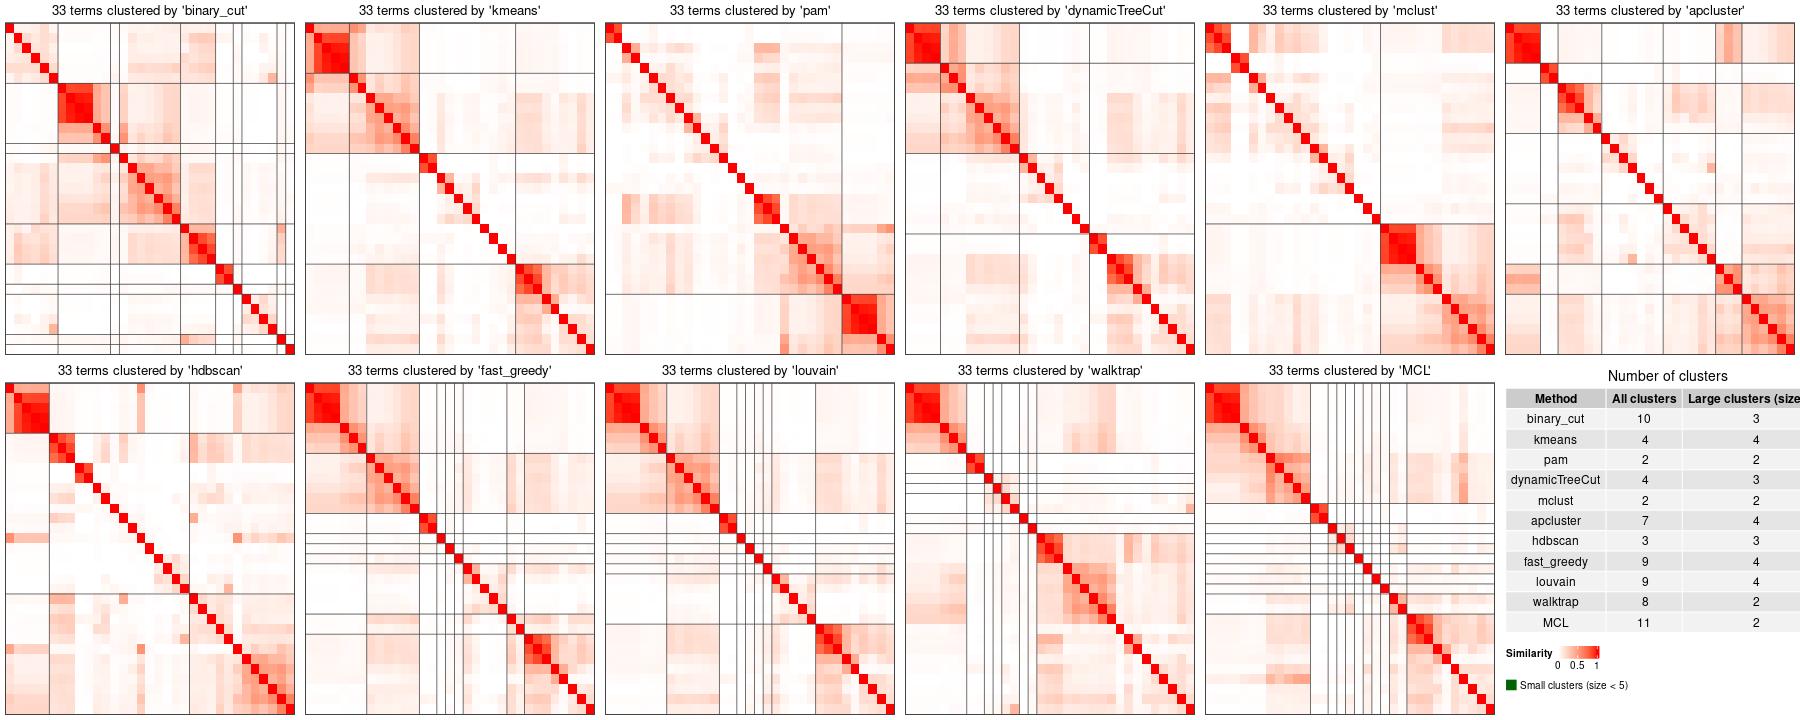 33 terms clustered by 'binary_cut'
33 terms clustered by 'kmeans'
33 terms clustered by 'pam'
33 terms clustered by 'dynamicTreeCut'
33 terms clustered by 'mclust'
33 terms clustered by 'apcluster'
33 terms clustered by 'hdbscan'
33 terms clustered by 'fast_greedy'
33 terms clustered by 'louvain'
33 terms clustered by 'walktrap'
33 terms clustered by 'MCL'
Number of clusters
Method All clusters Large clusters (size
binary_cut 10 3
kmeans 4 4
pam 2 2
dynamicTreeCut 4 3
mclust 2 2
apcluster 7 4
hdbscan 3 3
fast_greedy 9 4
louvain 9 4
walktrap 8 2
MCL 11 2
Similarity
0 0.5 1
Small clusters (size < 5)